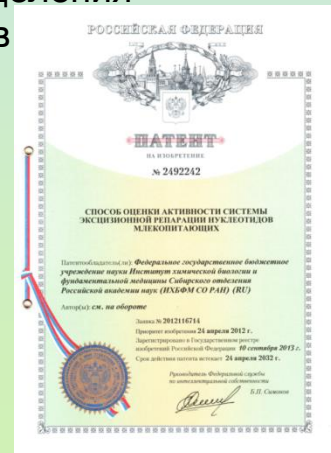 деления
в
РОССІЙСКАЯ ФЕДЕРАЦІЯ
ПАТЕНТ
НА ИЗОБРЕТЕНИЕ
№ 2492242
СПОСОБ ОЦЕНКИ АКТИВНОСТИ СИСТЕМЫ
ЭКСЦИЗИОННОЙ РЕПАРАЦИИ НУКЛЕОТИДОВ
МЛЕКОПИТАЮЩИХ
Патентообладатель(ли): Федеральное государственное бюджетное
учреждение науки Институт химической биологии и
фундаментальной медицины Сибирского отделения
Российской академии наук (ИХБФМ СО РАН) (RU)
Автор(ы): см. на обороте
Заявка № 2012116714
Приоритет изобретения 24 апреля 2012 г.
Зарегистрировано в Государственном реестре
изобретений Российской Федерации 10 сентября 2013 г.
Срок действия патента истекает 24 апреля 2032 г.
Руководитель Федеральной службы
по интеллектуальной собственности
Б.П. Симонов